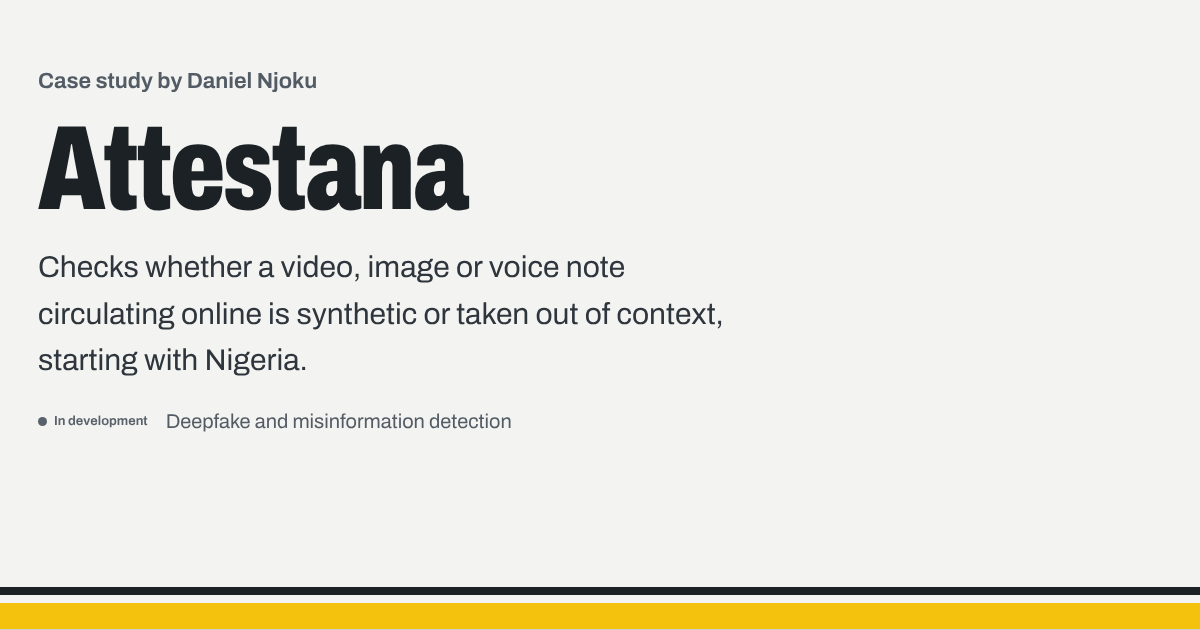 Case study by Daniel Njoku
Attestana
Checks whether a video, image or voice note
circulating online is synthetic or taken out of context,
starting with Nigeria.
In development Deepfake and misinformation detection